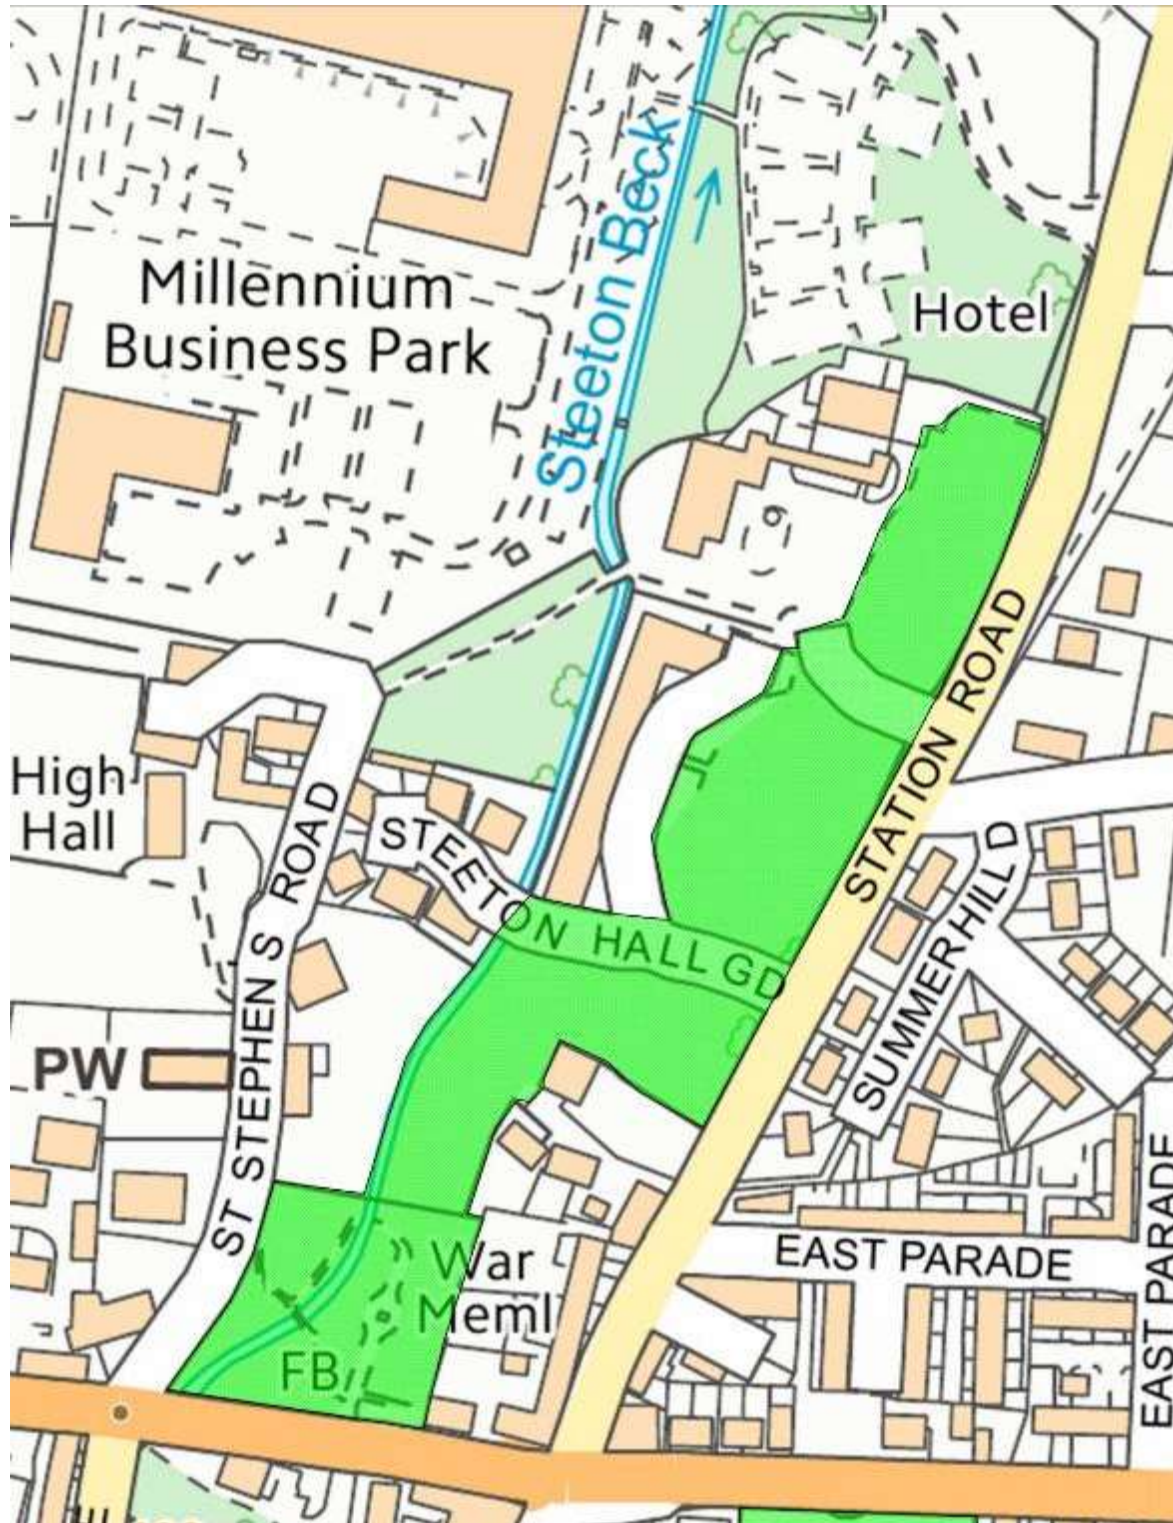 Steeton Beck
Millennium
Business Park
Hotel
High
Hall
STEETON HALL GD
STATION ROAD
SUMMERHILL D
ST STEPHEN S ROAD
PW
War
Meml
FB
EAST PARADE
EAST PARADE